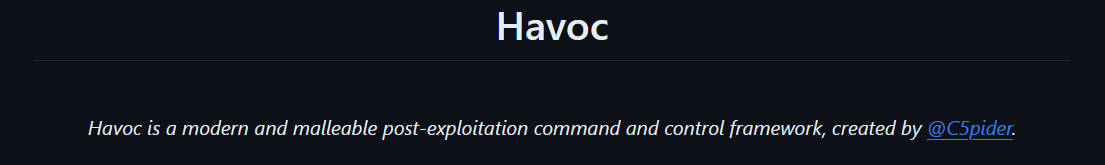 Havoc
Havoc is a modern and malleable post-exploitation command and control framework, created by @C5pider.